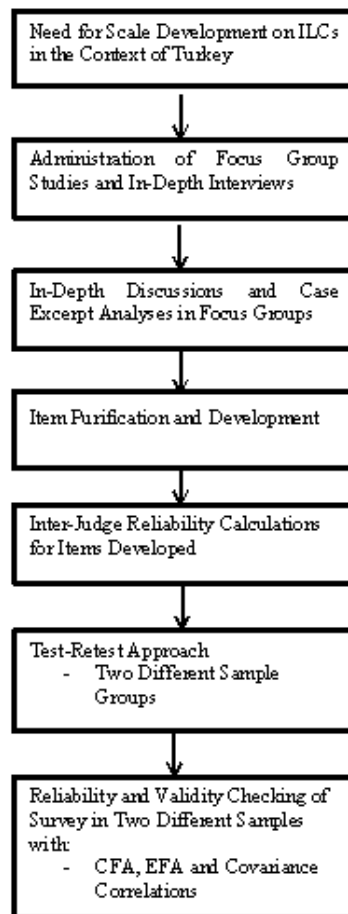 Need for Scale Development on ILCs
in the Context of Turkey
Administration of Focus Group
Studies and In-Depth Interviews
In-Depth Discussions and Case
Excerpt Analyses in Focus Groups
Item Purification and Development
Inter-Judge Reliability Calculations
for Items Developed
Test-Retest Approach
- Two Different Sample
Groups
Reliability and Validity Checking of
Survey in Two Different Samples
with:
- CFA, EFA and Covariance
Correlations